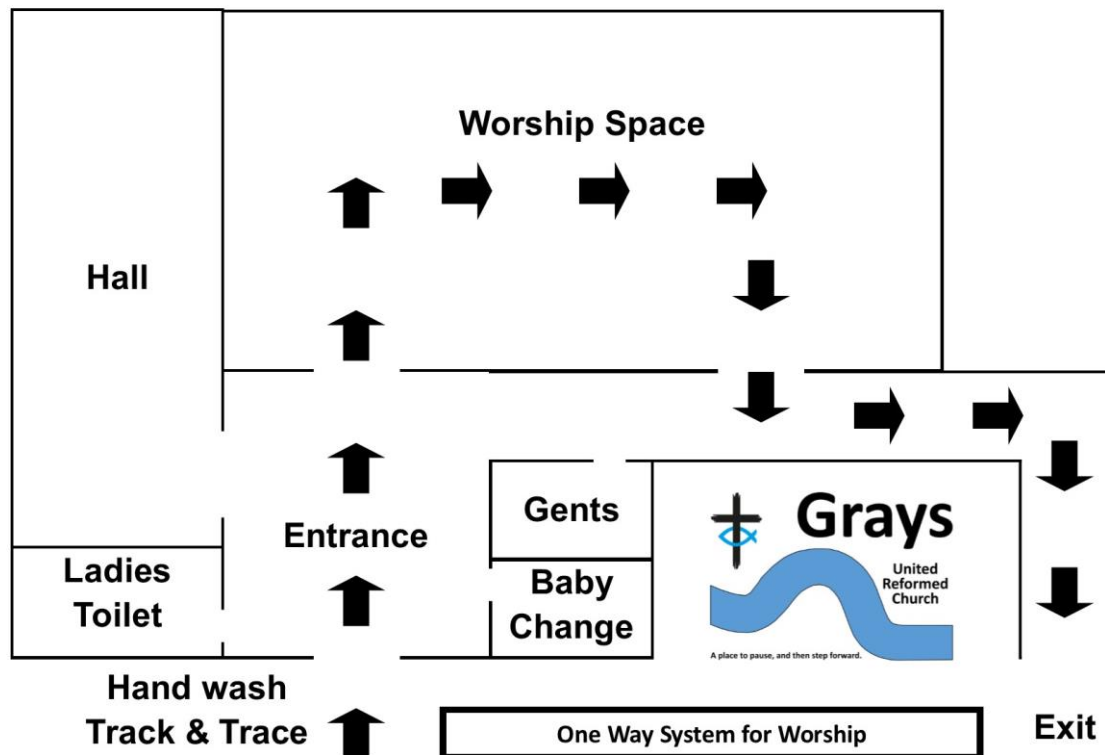 Worship Space
Hall
Entrance
Gents
Grays
United
Reformed
Church
Ladies
Toilet
Baby
Change
A place to pause, and then step forward.
Hand wash
Track & Trace
One Way System for Worship
Exit